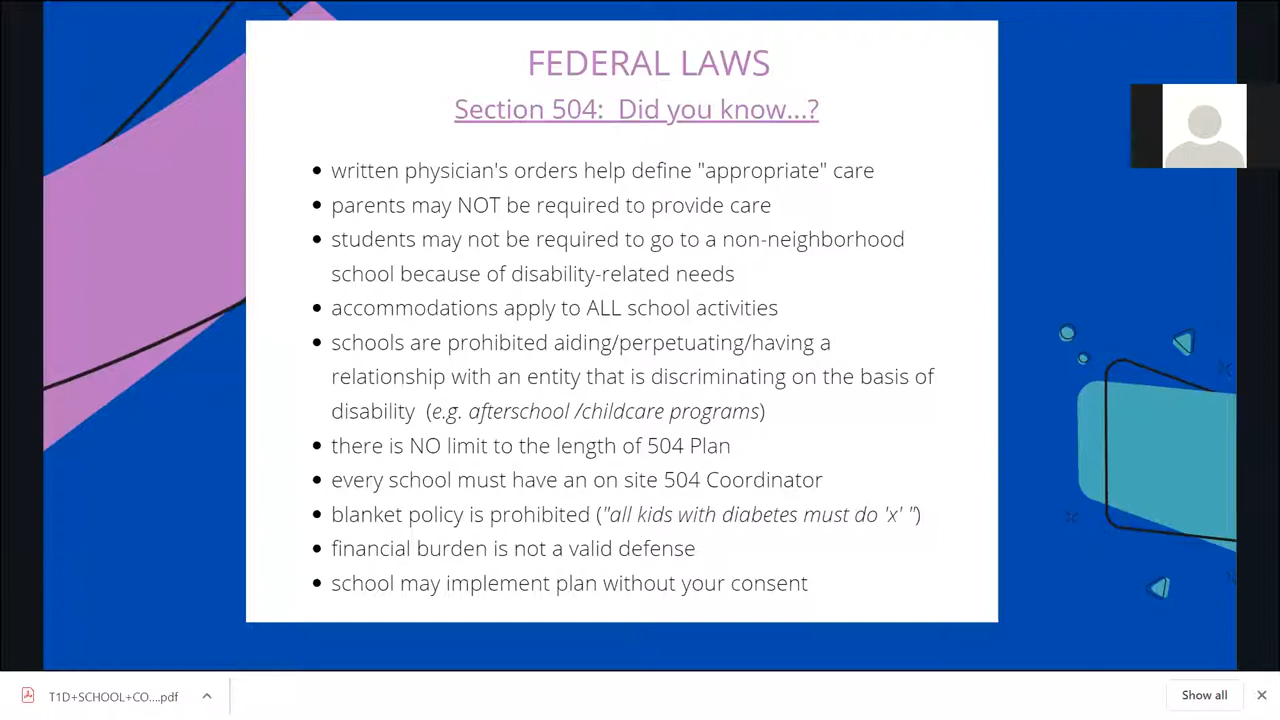 FEDERAL LAWS
Section 504:  Did you know...?
• written physician's orders help define "appropriate" care
• parents may NOT be required to provide care
• students may not be required to go to a non-neighborhood
school because of disability-related needs
• accommodations apply to ALL school activities
• schools are prohibited aiding/perpetuating/having a
relationship with an entity that is discriminating on the basis of
disability  (e.g. afterschool /childcare programs)
• there is NO limit to the length of 504 Plan
• every school must have an on site 504 Coordinator
• blanket policy is prohibited ("all kids with diabetes must do 'x' ")
• financial burden is not a valid defense
• school may implement plan without your consent
T1D+SCHOOL+CO....pdf
Show all